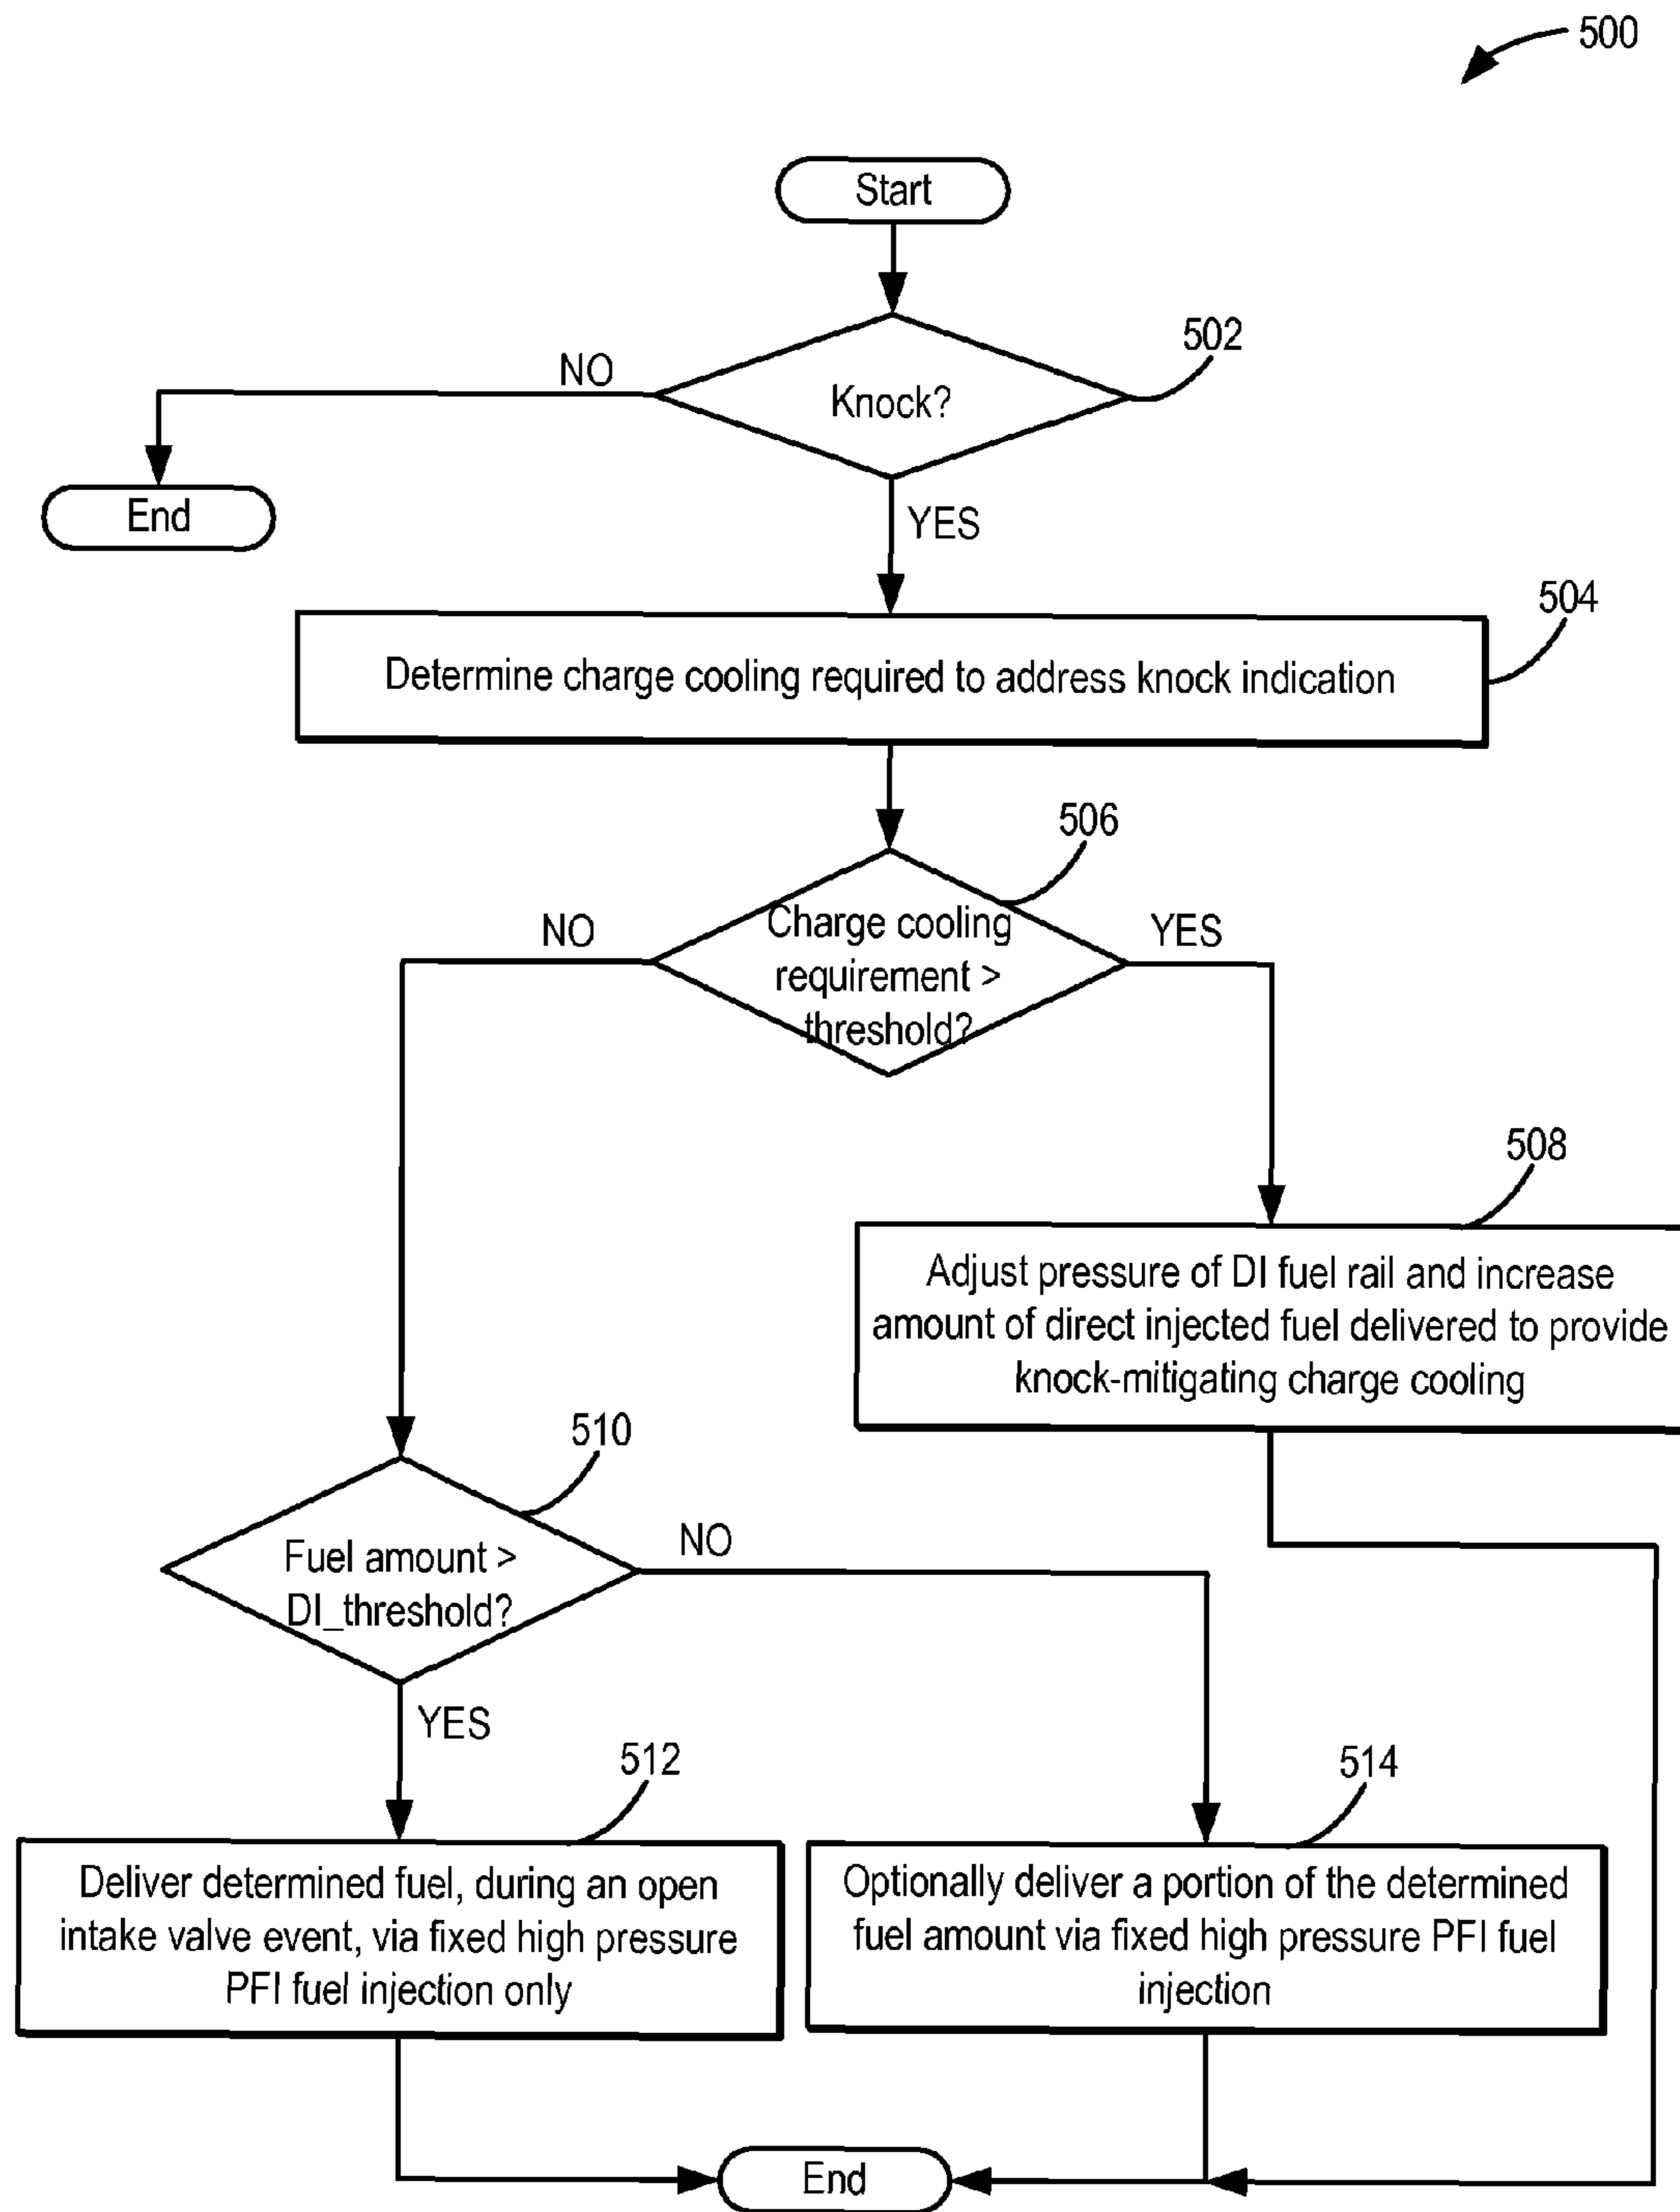 500
Start
502
NO
Knock?
End
YES
504
Determine charge cooling required to address knock indication
506
NO
Charge cooling
YES
requirement >
threshold?
508
Adjust pressure of DI fuel rail and increase
amount of direct injected fuel delivered to provide
knock-mitigating charge cooling
510
NO
Fuel amount >
DI_threshold?
YES
512
514
Deliver determined fuel, during an open
intake valve event, via fixed high pressure
PFI fuel injection only
Optionally deliver a portion of the determined
fuel amount via fixed high pressure PFI fuel
injection
End